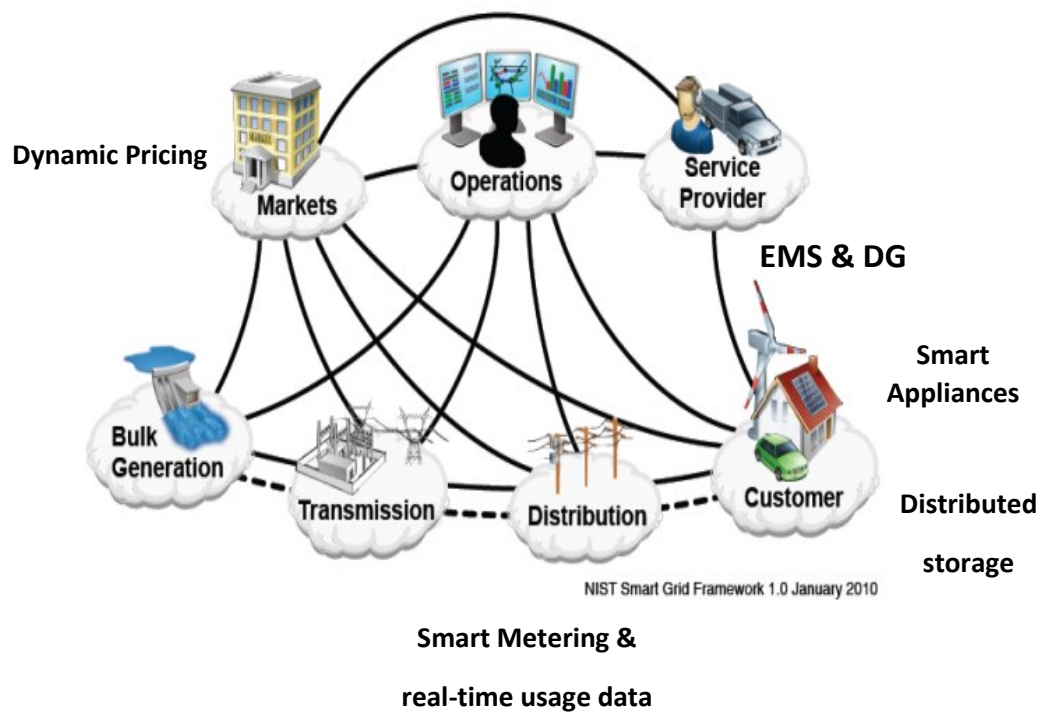 Dynamic Pricing
Markets
Operations
Service
Provider
EMS & DG
Smart
Appliances
Bulk
Generation
Transmission
Distribution
Customer
Distributed
storage
NIST Smart Grid Framework 1.0 January 2010
Smart Metering &
real-time usage data